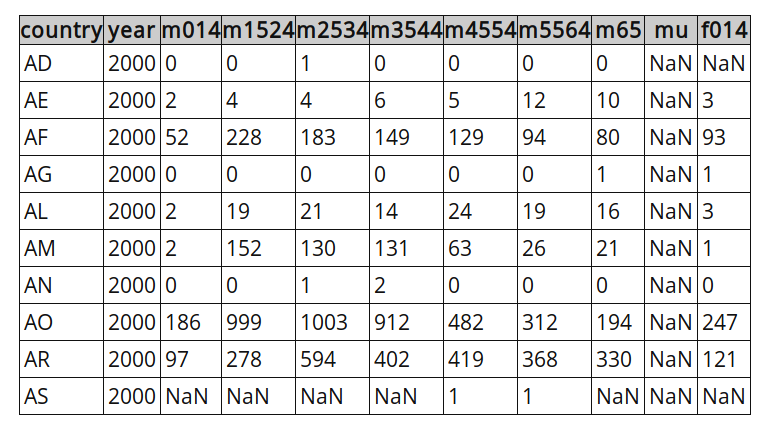 country year m014 m1524 m2534 m3544 m4554 m5564 m65 mu f014
AD 2000 0 0 1 0 0 0 0 NaN NaN
AE 2000 2 4 4 6 5 12 10 NaN 3
AF 2000 52 228 183 149 129 94 80 NaN 93
AG 2000 0 0 0 0 0 0 1 NaN 1
AL 2000 2 19 21 14 24 19 16 NaN 3
AM 2000 2 152 130 131 63 26 21 NaN 1
AN 2000 0 0 1 2 0 0 0 NaN 0
AO 2000 186 999 1003 912 482 312 194 NaN 247
AR 2000 97 278 594 402 419 368 330 NaN 121
AS 2000 NaN NaN NaN NaN 1 1 NaN NaN NaN